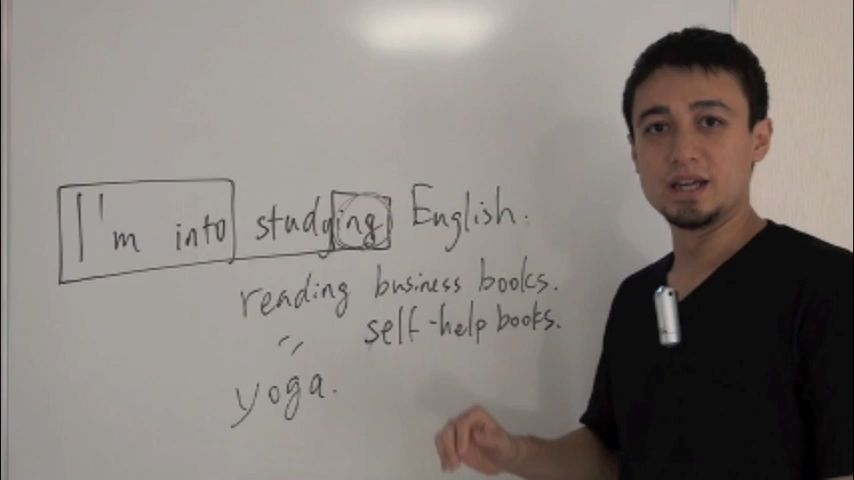 I'm into studying English.
reading business books.
〃 self-help books.
yoga.